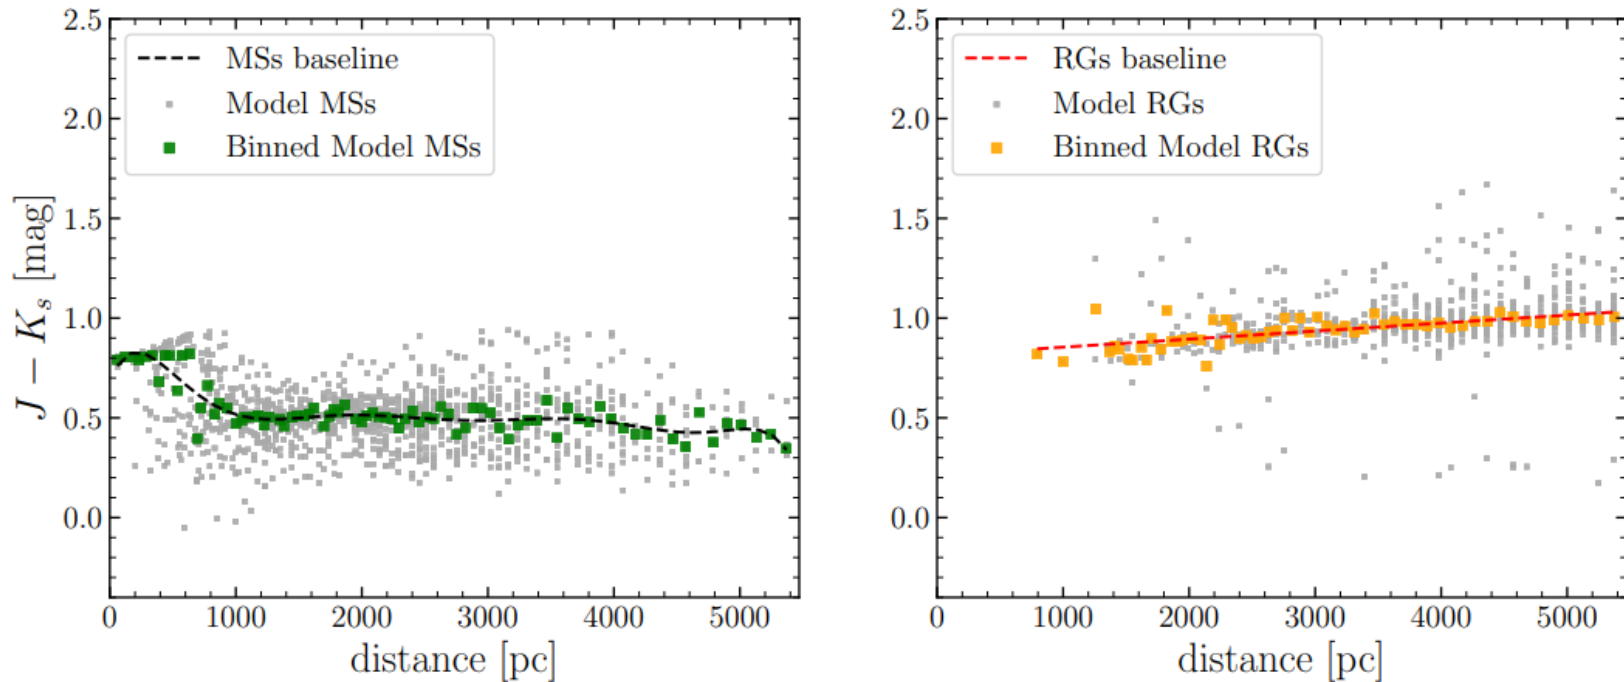 2.5
2.0
1.5
1.0
0.5
0.0
J − Ks [mag]
MSs baseline
Model MSs
Binned Model MSs
0 1000 2000 3000 4000 5000
distance [pc]
2.5
2.0
1.5
1.0
0.5
0.0
RGs baseline
Model RGs
Binned Model RGs
0 1000 2000 3000 4000 5000
distance [pc]